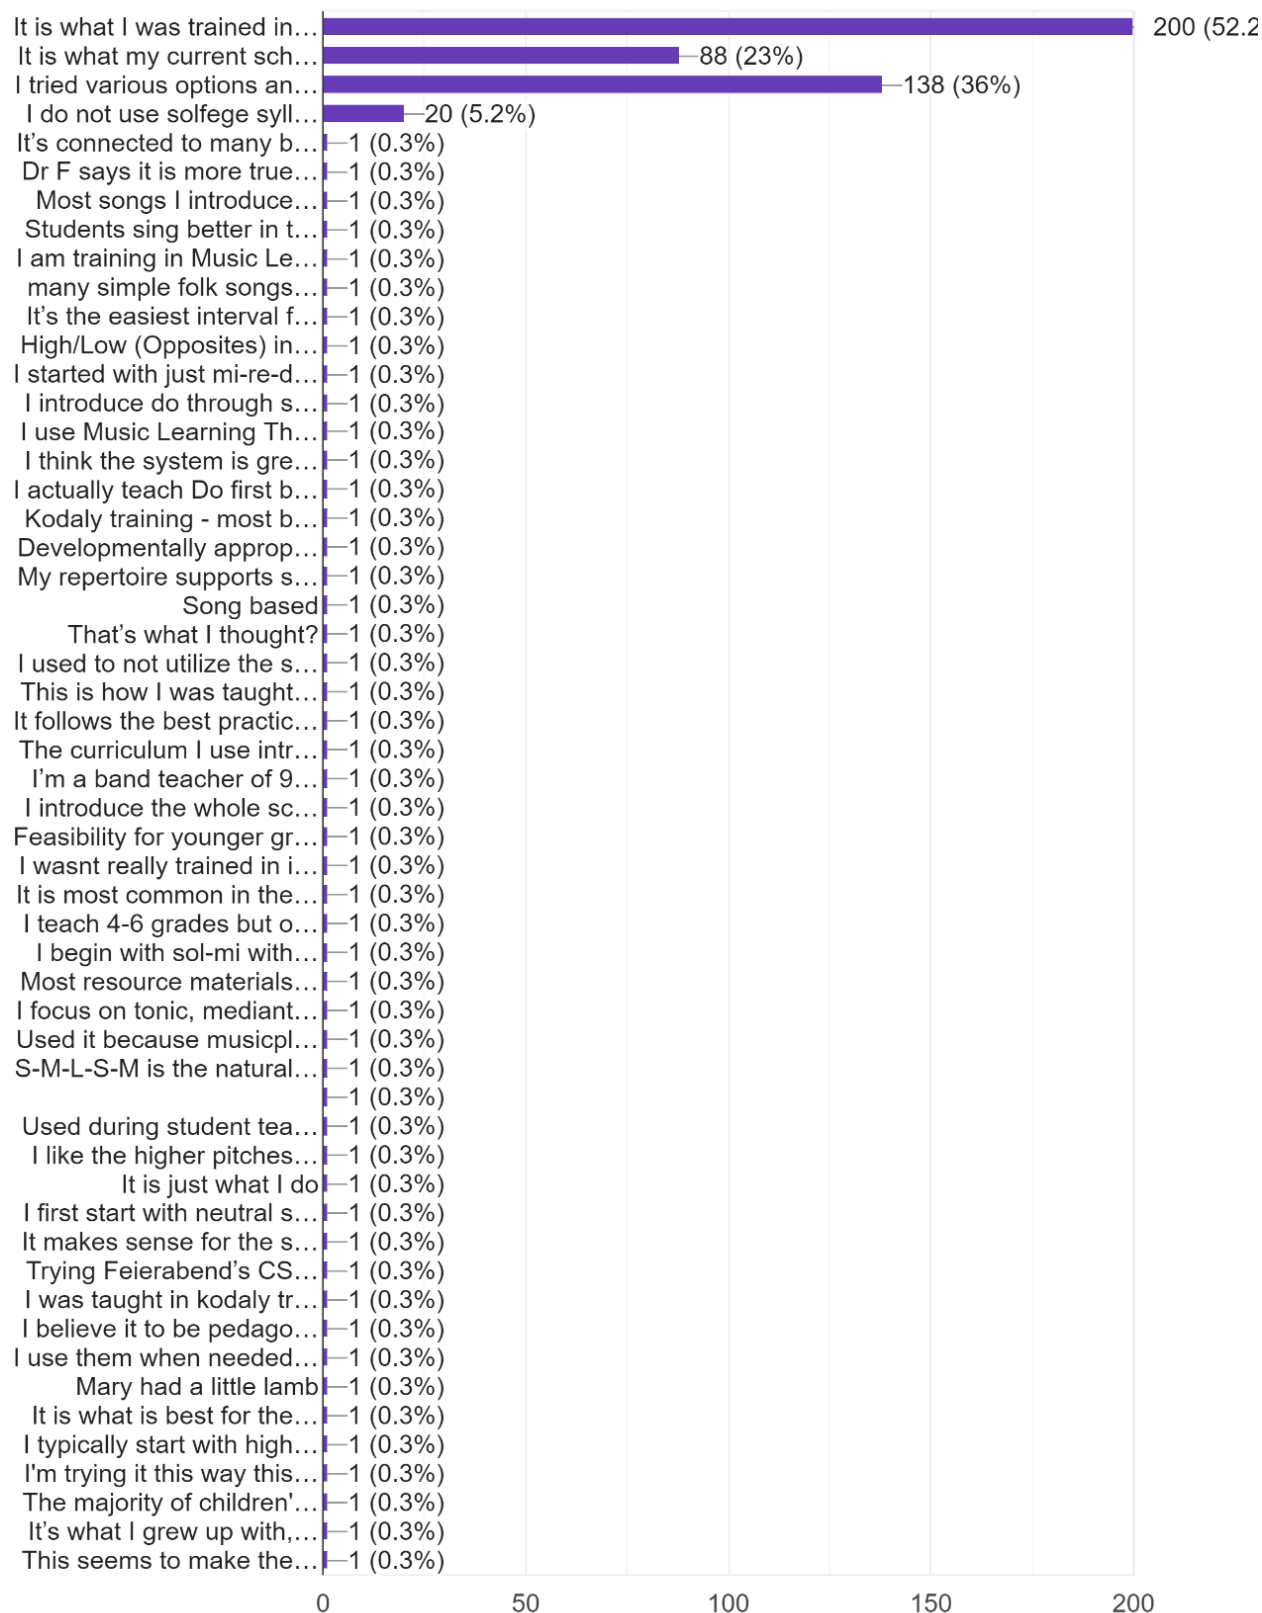 It is what I was trained in… 200 (52.2
It is what my current sch… 88 (23%)
I tried various options an… 138 (36%)
I do not use solfege syll… 20 (5.2%)
It’s connected to many b… 1 (0.3%)
Dr F says it is more true… 1 (0.3%)
Most songs I introduce… 1 (0.3%)
Students sing better in t… 1 (0.3%)
I am training in Music Le… 1 (0.3%)
many simple folk songs… 1 (0.3%)
It’s the easiest interval f… 1 (0.3%)
High/Low (Opposites) in… 1 (0.3%)
I started with just mi-re-d… 1 (0.3%)
I introduce do through s… 1 (0.3%)
I use Music Learning Th… 1 (0.3%)
I think the system is gre… 1 (0.3%)
I actually teach Do first b… 1 (0.3%)
Kodaly training - most b… 1 (0.3%)
Developmentally approp… 1 (0.3%)
My repertoire supports s… 1 (0.3%)
Song based 1 (0.3%)
That’s what I thought? 1 (0.3%)
I used to not utilize the s… 1 (0.3%)
This is how I was taught… 1 (0.3%)
It follows the best practic… 1 (0.3%)
The curriculum I use intr… 1 (0.3%)
I’m a band teacher of 9… 1 (0.3%)
I introduce the whole sc… 1 (0.3%)
Feasibility for younger gr… 1 (0.3%)
I wasnt really trained in i… 1 (0.3%)
It is most common in the… 1 (0.3%)
I teach 4-6 grades but o… 1 (0.3%)
I begin with sol-mi with… 1 (0.3%)
Most resource materials… 1 (0.3%)
I focus on tonic, mediant… 1 (0.3%)
Used it because musicpl… 1 (0.3%)
S-M-L-S-M is the natural… 1 (0.3%)
1 (0.3%)
Used during student tea… 1 (0.3%)
I like the higher pitches… 1 (0.3%)
It is just what I do 1 (0.3%)
I first start with neutral s… 1 (0.3%)
It makes sense for the s… 1 (0.3%)
Trying Feierabend’s CS… 1 (0.3%)
I was taught in kodaly tr… 1 (0.3%)
I believe it to be pedago… 1 (0.3%)
I use them when needed… 1 (0.3%)
Mary had a little lamb 1 (0.3%)
It is what is best for the… 1 (0.3%)
I typically start with high… 1 (0.3%)
I'm trying it this way this… 1 (0.3%)
The majority of children'… 1 (0.3%)
It’s what I grew up with,… 1 (0.3%)
This seems to make the… 1 (0.3%)
0 50 100 150 200